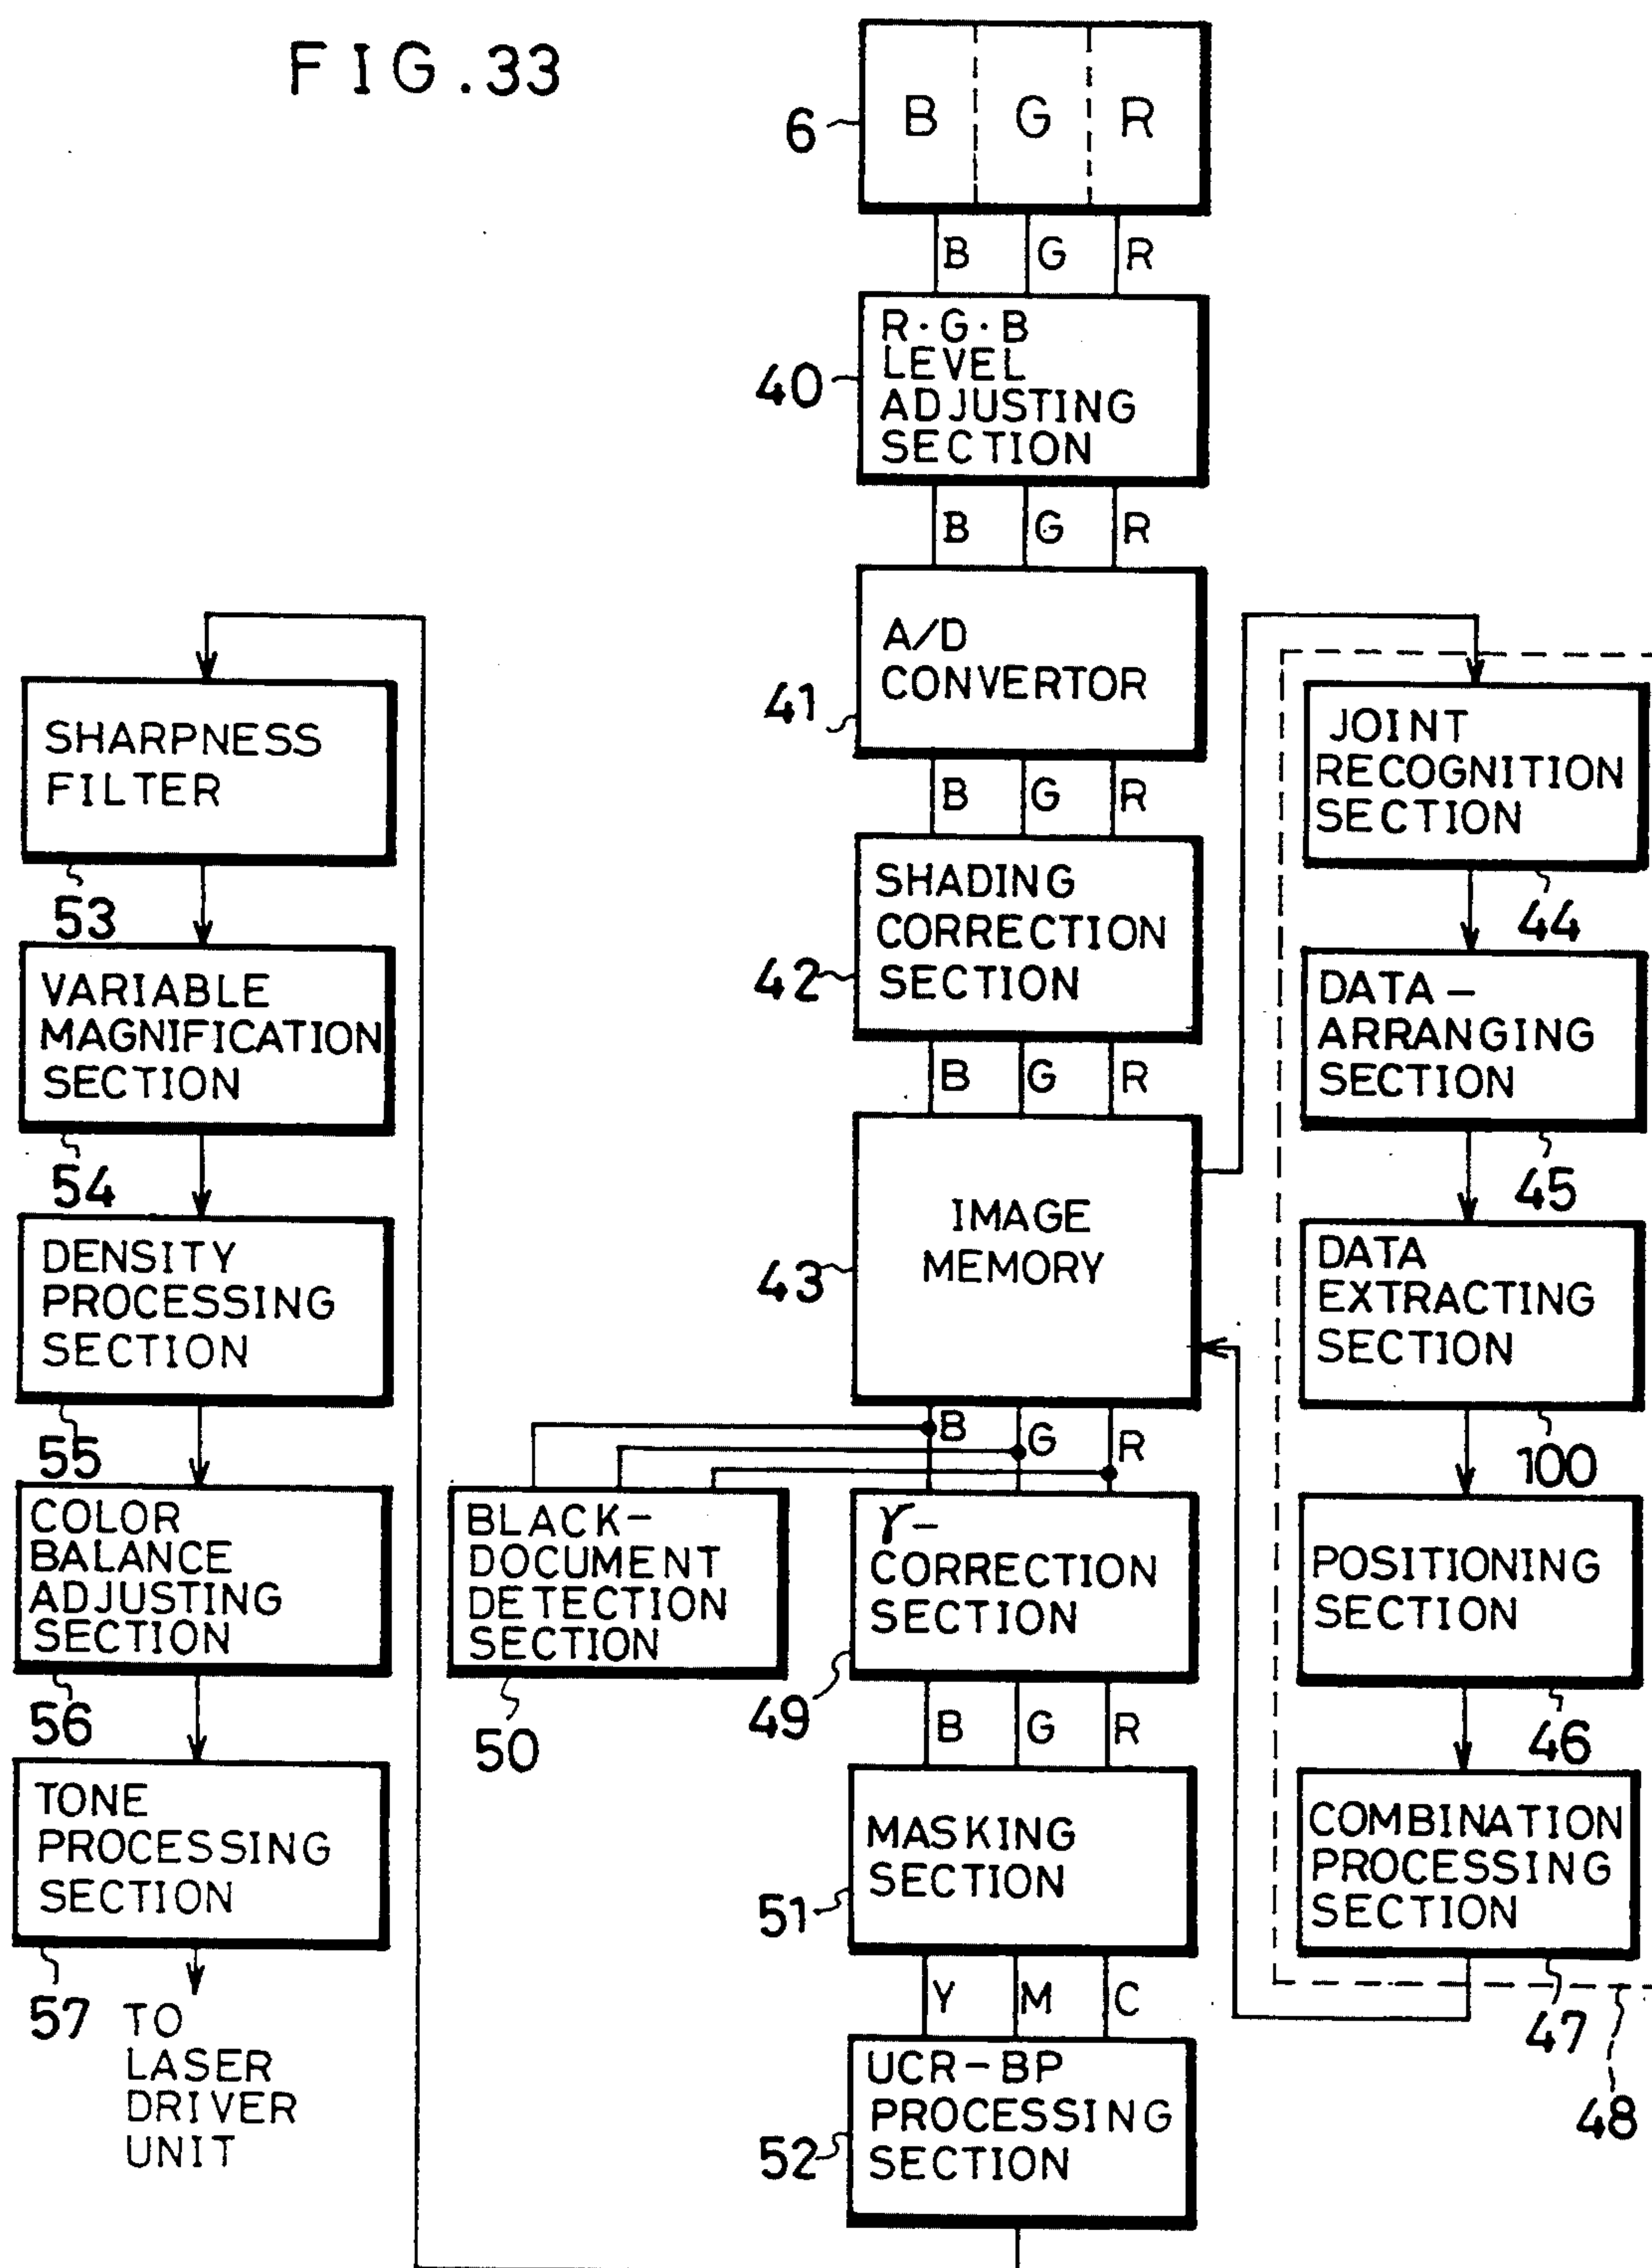 FIG.33
B G R
6
B G R
R·G·B
LEVEL
ADJUSTING
SECTION
40
B G R
A/D
CONVERTOR
41
B G R
SHADING
CORRECTION
SECTION
42
B G R
IMAGE
MEMORY
43
B G R
BLACK-
DOCUMENT
DETECTION
SECTION
50
γ-
CORRECTION
SECTION
49
B G R
MASKING
SECTION
51
Y M C
UCR-BP
PROCESSING
SECTION
52
JOINT
RECOGNITION
SECTION
44
DATA-
ARRANGING
SECTION
45
DATA
EXTRACTING
SECTION
100
POSITIONING
SECTION
46
COMBINATION
PROCESSING
SECTION
47
48
SHARPNESS
FILTER
53
VARIABLE
MAGNIFICATION
SECTION
54
DENSITY
PROCESSING
SECTION
55
COLOR
BALANCE
ADJUSTING
SECTION
56
TONE
PROCESSING
SECTION
57
TO
LASER
DRIVER
UNIT